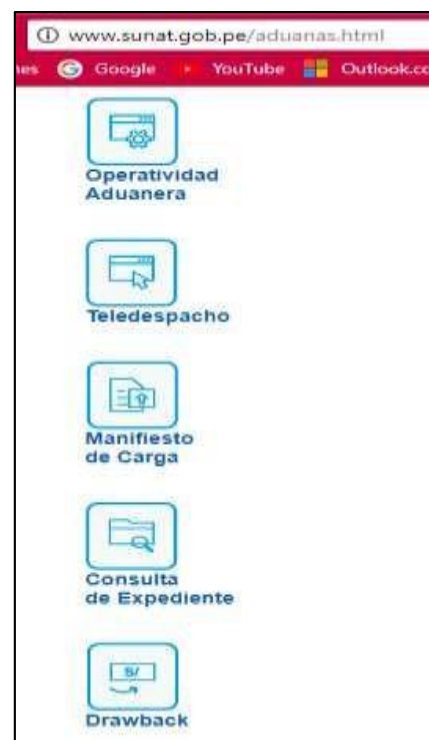 www.sunat.gob.pe/aduanas.html
Google YouTube Outlook.co
Operatividad
Aduanera
Teledespacho
Manifiesto
de Carga
Consulta
de Expediente
S/
Drawback